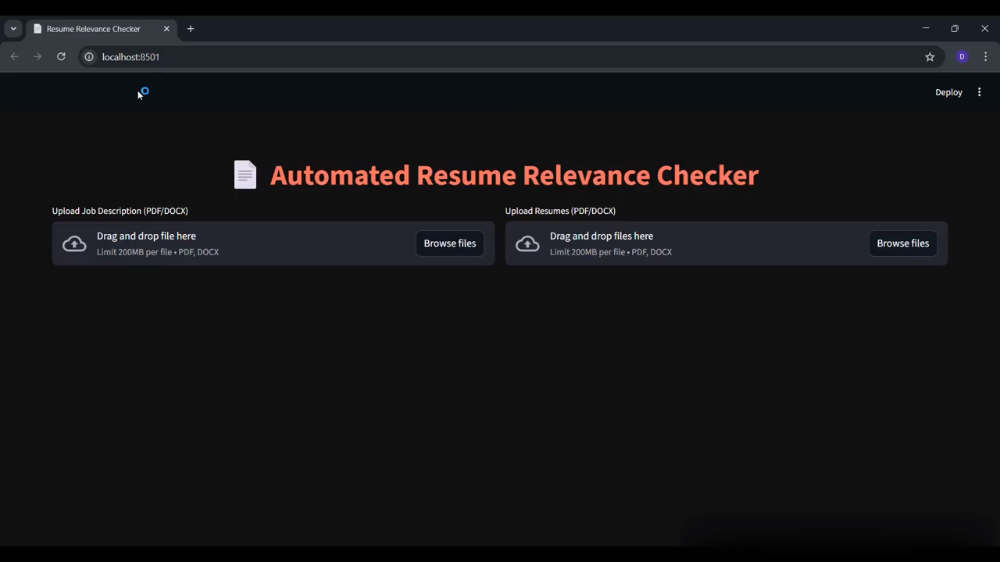 Resume Relevance Checker
localhost:8501
D
Deploy
Automated Resume Relevance Checker
Upload Job Description (PDF/DOCX)
Drag and drop file here
Limit 200MB per file • PDF, DOCX
Browse files
Upload Resumes (PDF/DOCX)
Drag and drop files here
Limit 200MB per file • PDF, DOCX
Browse files